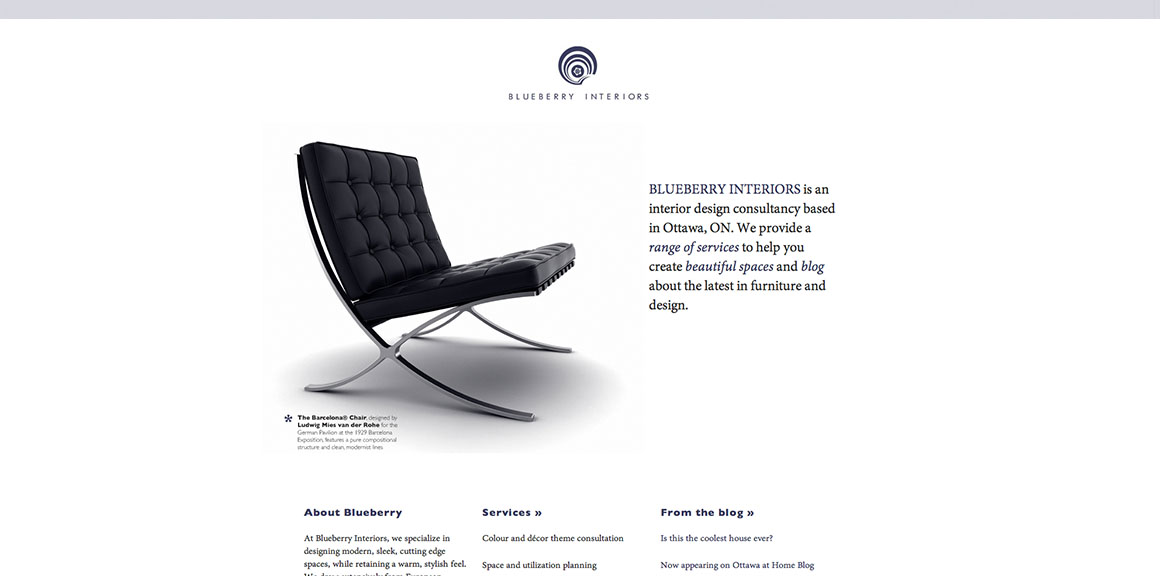 BLUEBERRY INTERIORS
BLUEBERRY INTERIORS is an
interior design consultancy based
in Ottawa, ON. We provide a
range of services to help you
create beautiful spaces and blog
about the latest in furniture and
design.
* The Barcelona® Chair, designed by
Ludwig Mies van der Rohe for the
German Pavilion at the 1929 Barcelona
Exposition, features a pure compositional
structure and clean, modernist lines
About Blueberry
At Blueberry Interiors, we specialize in
designing modern, sleek, cutting edge
spaces, while retaining a warm, stylish feel.
Services »
Colour and décor theme consultation
Space and utilization planning
From the blog »
Is this the coolest house ever?
Now appearing on Ottawa at Home Blog